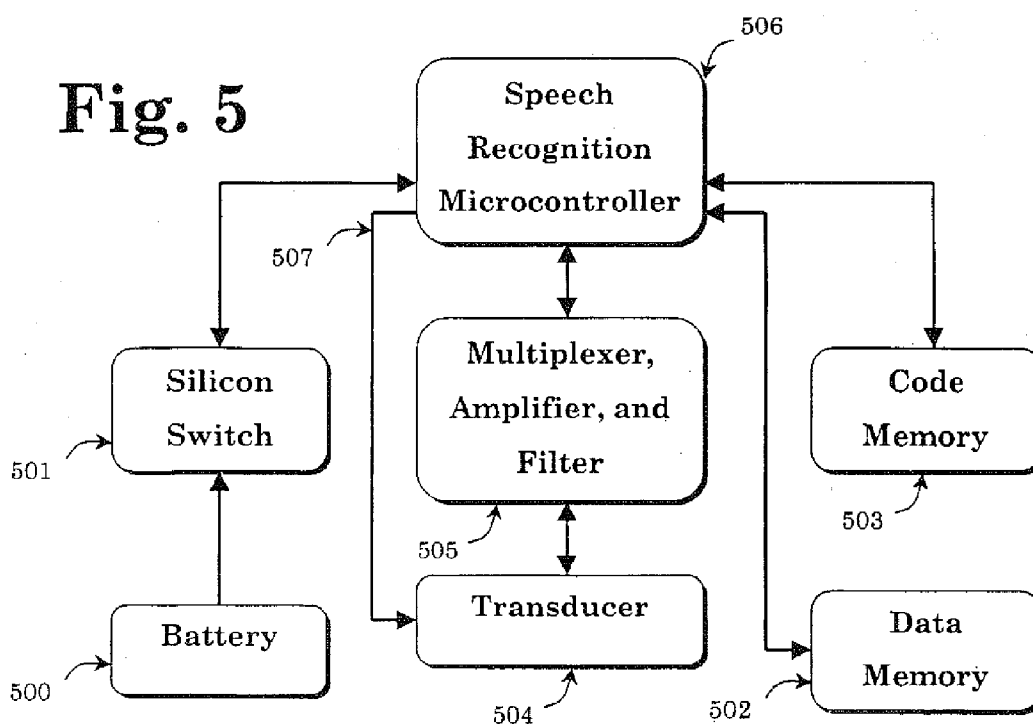 Fig. 5
506
Speech
Recognition
Microcontroller
507
Silicon
Switch
501
Multiplexer,
Amplifier, and
Filter
505
Code
Memory
503
Battery
500
Transducer
504
Data
Memory
502